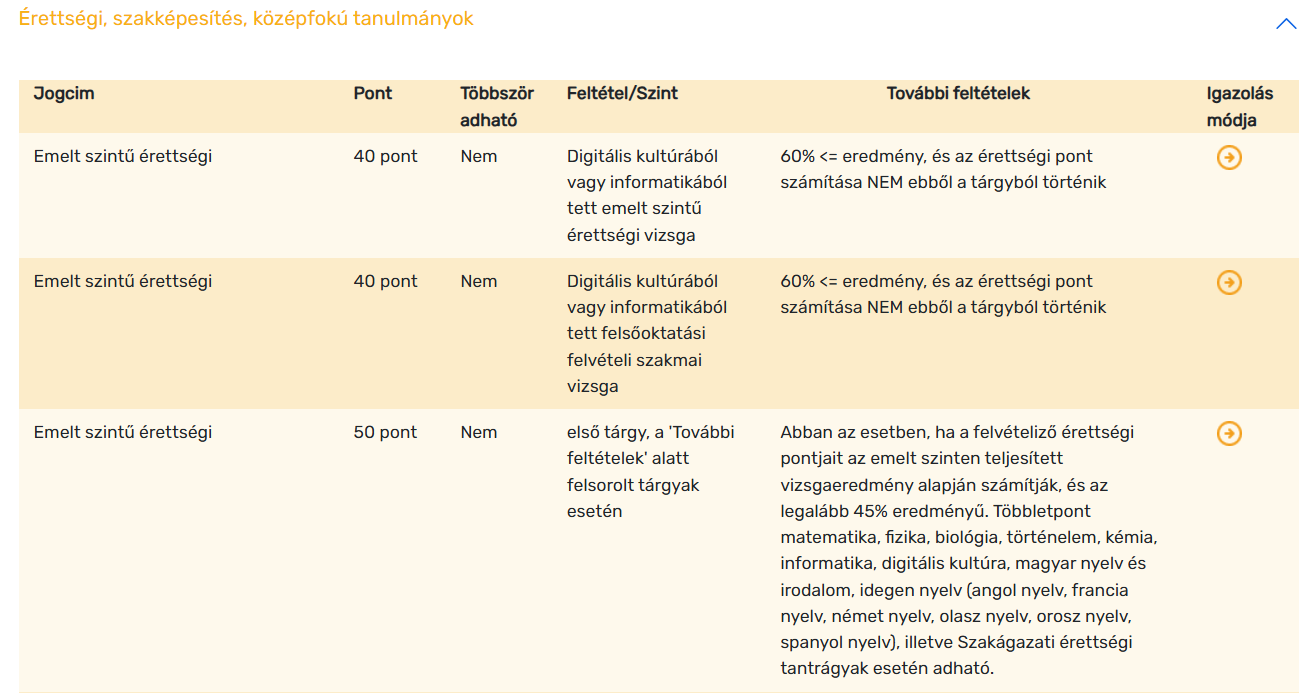 Érettségi, szakképesítés, középfokú tanulmányok
Jogcim Pont Többször Feltétel/Szint További feltételek Igazolás
adható módja
Emelt szintű érettségi 40 pont Nem Digitális kultúrából 60% <= eredmény, és az érettségi pont
vagy informatikából számítása NEM ebből a tárgyból történik
tett emelt szintű
érettségi vizsga
Emelt szintű érettségi 40 pont Nem Digitális kultúrából 60% <= eredmény, és az érettségi pont
vagy informatikából számítása NEM ebből a tárgyból történik
tett felsőoktatási
felvételi szakmai
vizsga
Emelt szintű érettségi 50 pont Nem első tárgy, a 'További Abban az esetben, ha a felvételiző érettségi
feltételek' alatt pontjait az emelt szinten teljesített
felsorolt tárgyak vizsgaeredmény alapján számítják, és az
esetén legalább 45% eredményű. Többletpont
matematika, fizika, biológia, történelem, kémia,
informatika, digitális kultúra, magyar nyelv és
irodalom, idegen nyelv (angol nyelv, francia
nyelv, német nyelv, olasz nyelv, orosz nyelv,
spanyol nyelv), illetve Szakágazati érettségi
tantrágyak esetén adható.